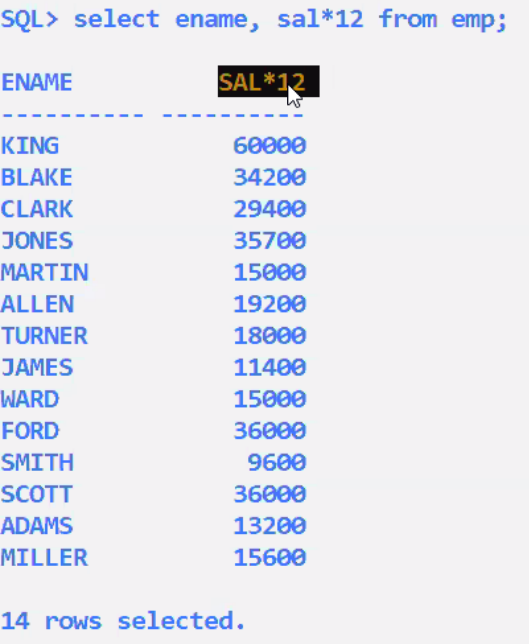 SQL> select ename, sal*12 from emp;
ENAME SAL*12
---------- ----------
KING 60000
BLAKE 34200
CLARK 29400
JONES 35700
MARTIN 15000
ALLEN 19200
TURNER 18000
JAMES 11400
WARD 15000
FORD 36000
SMITH 9600
SCOTT 36000
ADAMS 13200
MILLER 15600
14 rows selected.